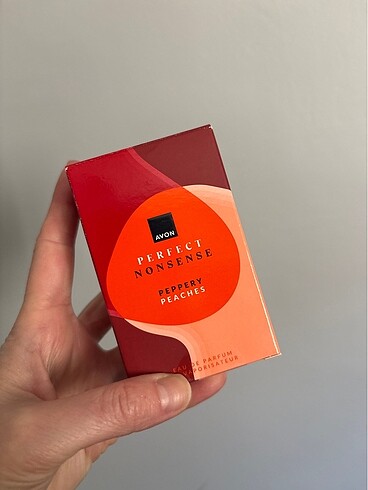 AVON
PERFECT
NONSENSE
PEPPERY
PEACHES
EAU DE PARFUM
VAPORISATEUR